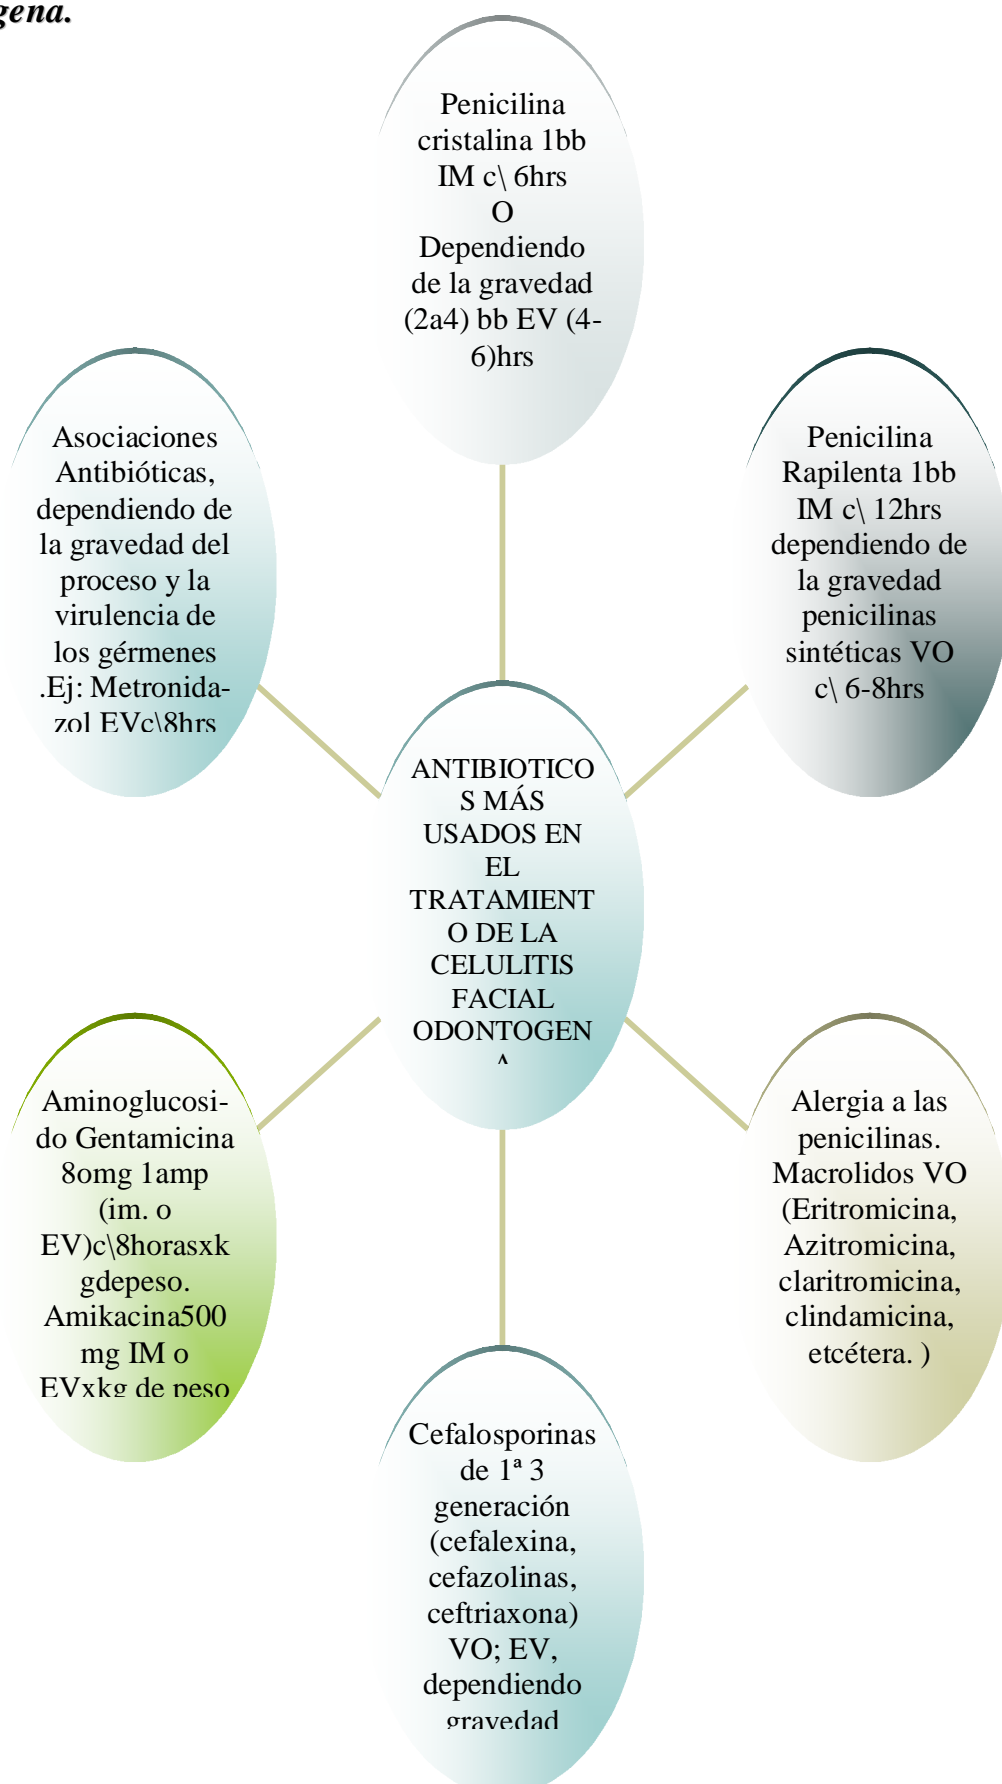 gena.
Penicilina
cristalina 1bb
IM c\ 6hrs
O
Dependiendo
de la gravedad
(2a4) bb EV (4-
6)hrs
Penicilina
Rapilenta 1bb
IM c\ 12hrs
dependiendo de
la gravedad
penicilinas
sintéticas VO
c\ 6-8hrs
Alergia a las
penicilinas.
Macrolidos VO
(Eritromicina,
Azitromicina,
claritromicina,
clindamicina,
etcétera. )
Cefalosporinas
de 1ª 3
generación
(cefalexina,
cefazolinas,
ceftriaxona)
VO; EV,
dependiendo
gravedad
Aminoglucosi-
do Gentamicina
8omg 1amp
(im. o
EV)c\8horasxk
gdepeso.
Amikacina500
mg IM o
EVxkg de peso
Asociaciones
Antibióticas,
dependiendo de
la gravedad del
proceso y la
virulencia de
los gérmenes
.Ej: Metronida-
zol EVc\8hrs
ANTIBIOTICO
S MÁS
USADOS EN
EL
TRATAMIENT
O DE LA
CELULITIS
FACIAL
ODONTOGEN
A